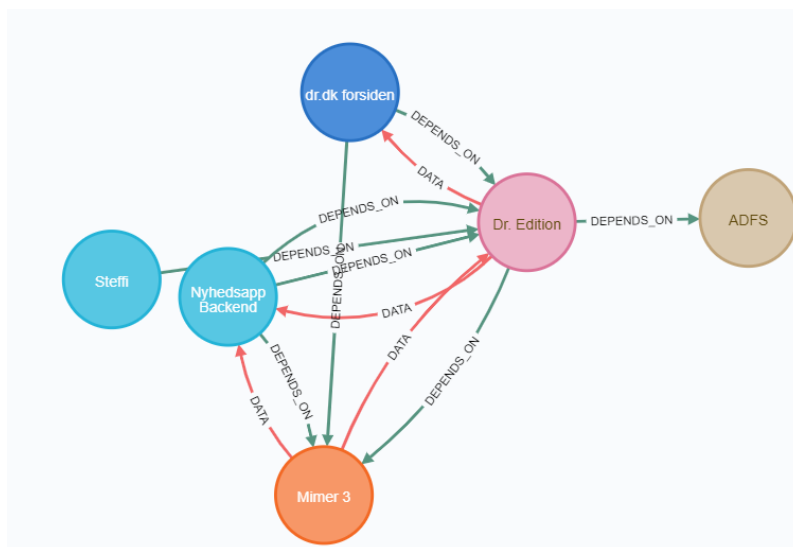 dr.dk forsiden
DEPENDS_ON
DATA
DEPENDS_ON
Dr. Edition
DEPENDS_ON
ADFS
DEPENDS_ON
DEPENDS_ON
Steffi
Nyhedsapp
Backend
DEPENDS_ON
DATA
DATA
DEPENDS_ON
DEPENDS_ON
DATA
Mimer 3